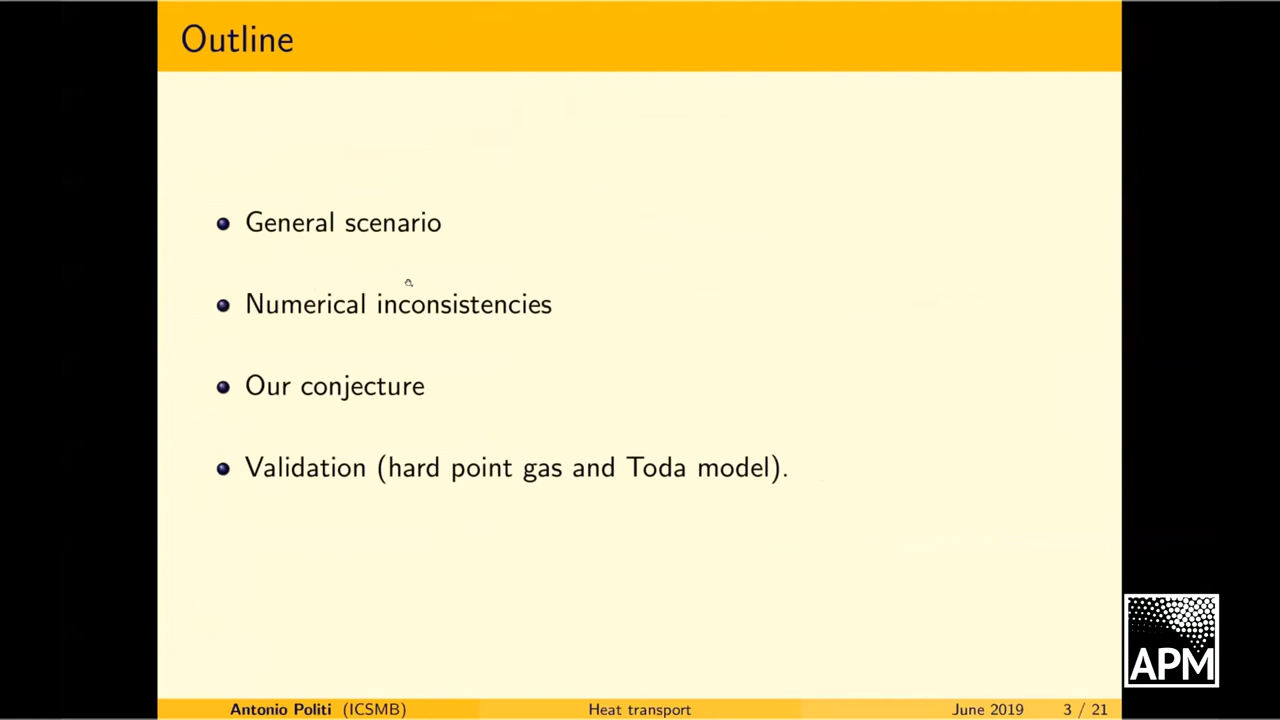 Outline
General scenario
Numerical inconsistencies
Our conjecture
Validation (hard point gas and Toda model).
Antonio Politi (ICSMB) Heat transport June 2019 3 / 21
APM